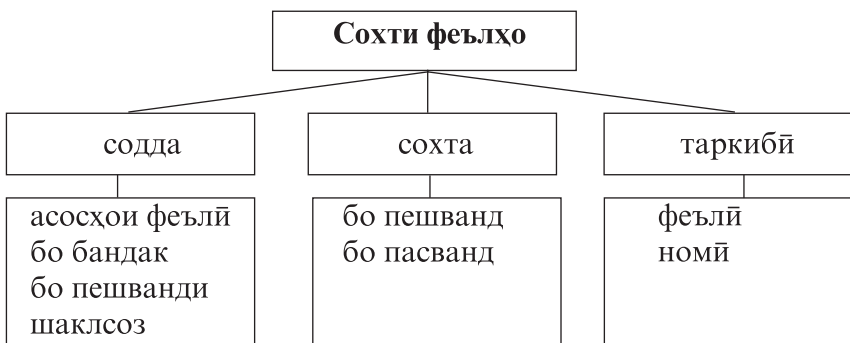 Сохти феълҳо
содда
сохта
таркибӣ
асосҳои феълӣ
бо бандак
бо пешванди
шаклсоз
бо пешванд
бо пасванд
феълӣ
номӣ